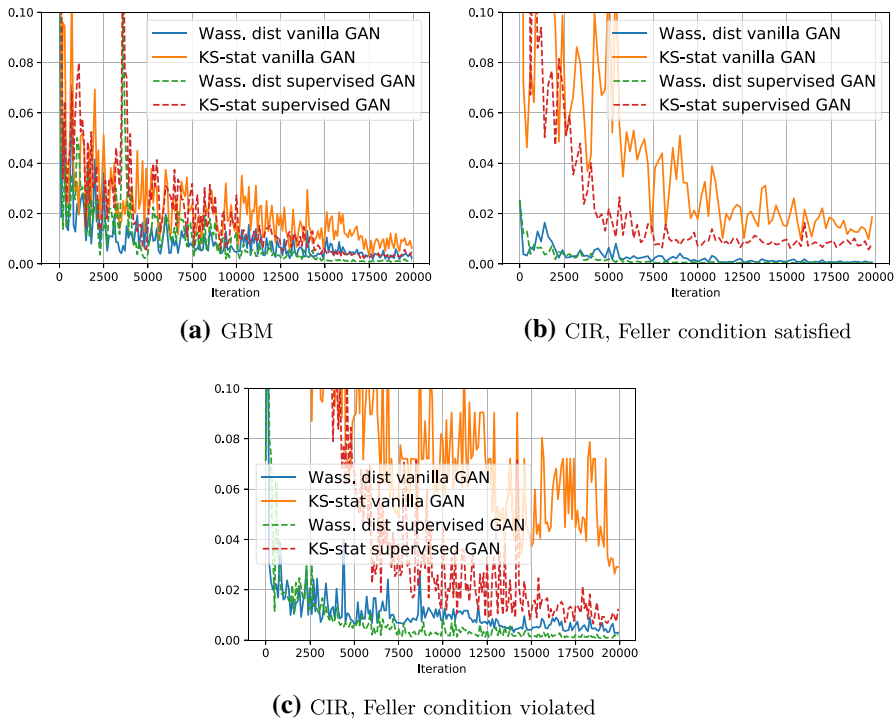 0.10
0.08
0.06
0.04
0.02
0.00
Wass. dist vanilla GAN
KS-stat vanilla GAN
Wass. dist supervised GAN
KS-stat supervised GAN
0 2500 5000 7500 10000 12500 15000 17500 20000
Iteration
(a) GBM
0.10
0.08
0.06
0.04
0.02
0.00
Wass. dist vanilla GAN
KS-stat vanilla GAN
Wass. dist supervised GAN
KS-stat supervised GAN
0 2500 5000 7500 10000 12500 15000 17500 20000
Iteration
(b) CIR, Feller condition satisfied
0.10
0.08
0.06
0.04
0.02
0.00
Wass. dist vanilla GAN
KS-stat vanilla GAN
Wass. dist supervised GAN
KS-stat supervised GAN
0 2500 5000 7500 10000 12500 15000 17500 20000
Iteration
(c) CIR, Feller condition violated